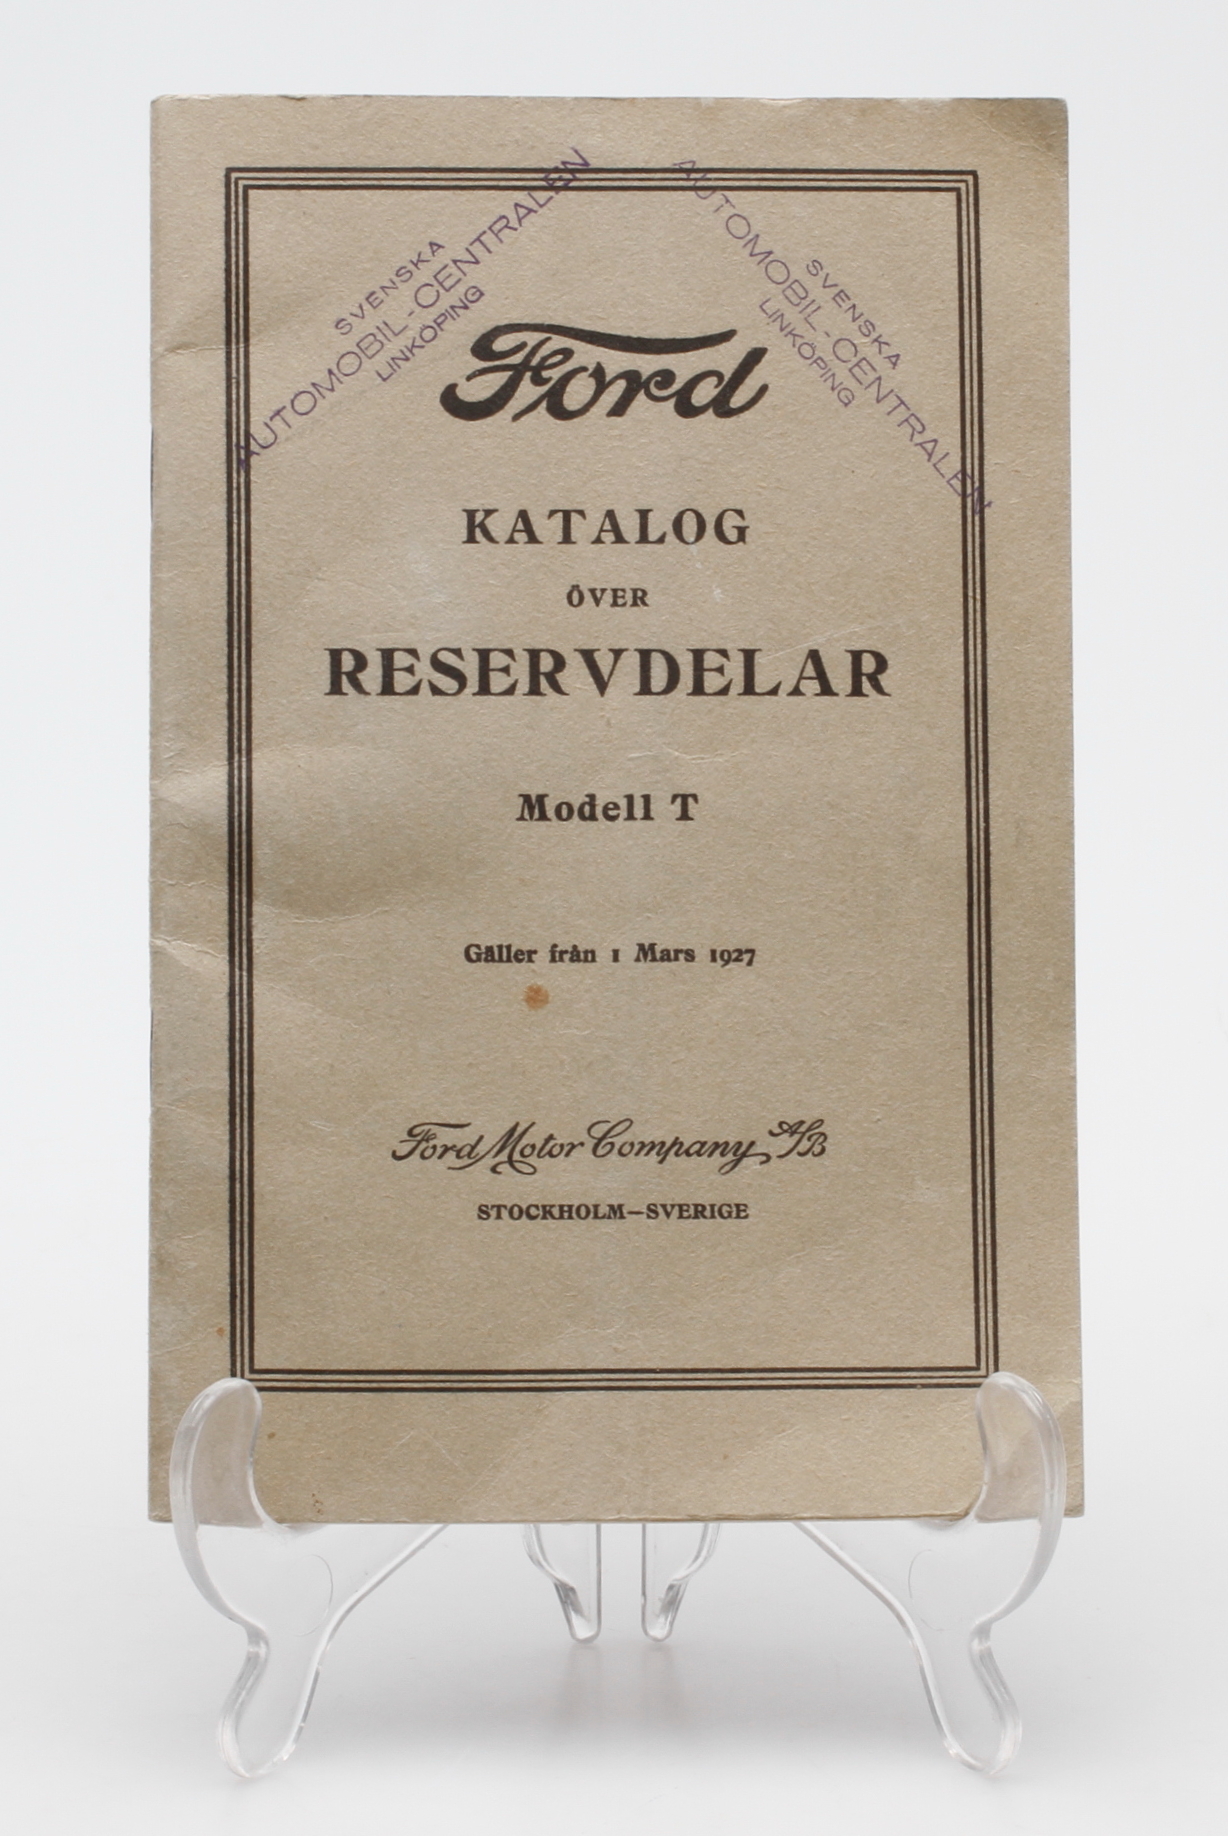 SVENSKA
AUTOMOBIL-CENTRALEN
LINKÖPING
SVENSKA
AUTOMOBIL-CENTRALEN
LINKÖPING
Ford
KATALOG
ÖVER
RESERVDELAR
Modell T
Gäller från 1 Mars 1927
Ford Motor Company A/B
STOCKHOLM—SVERIGE